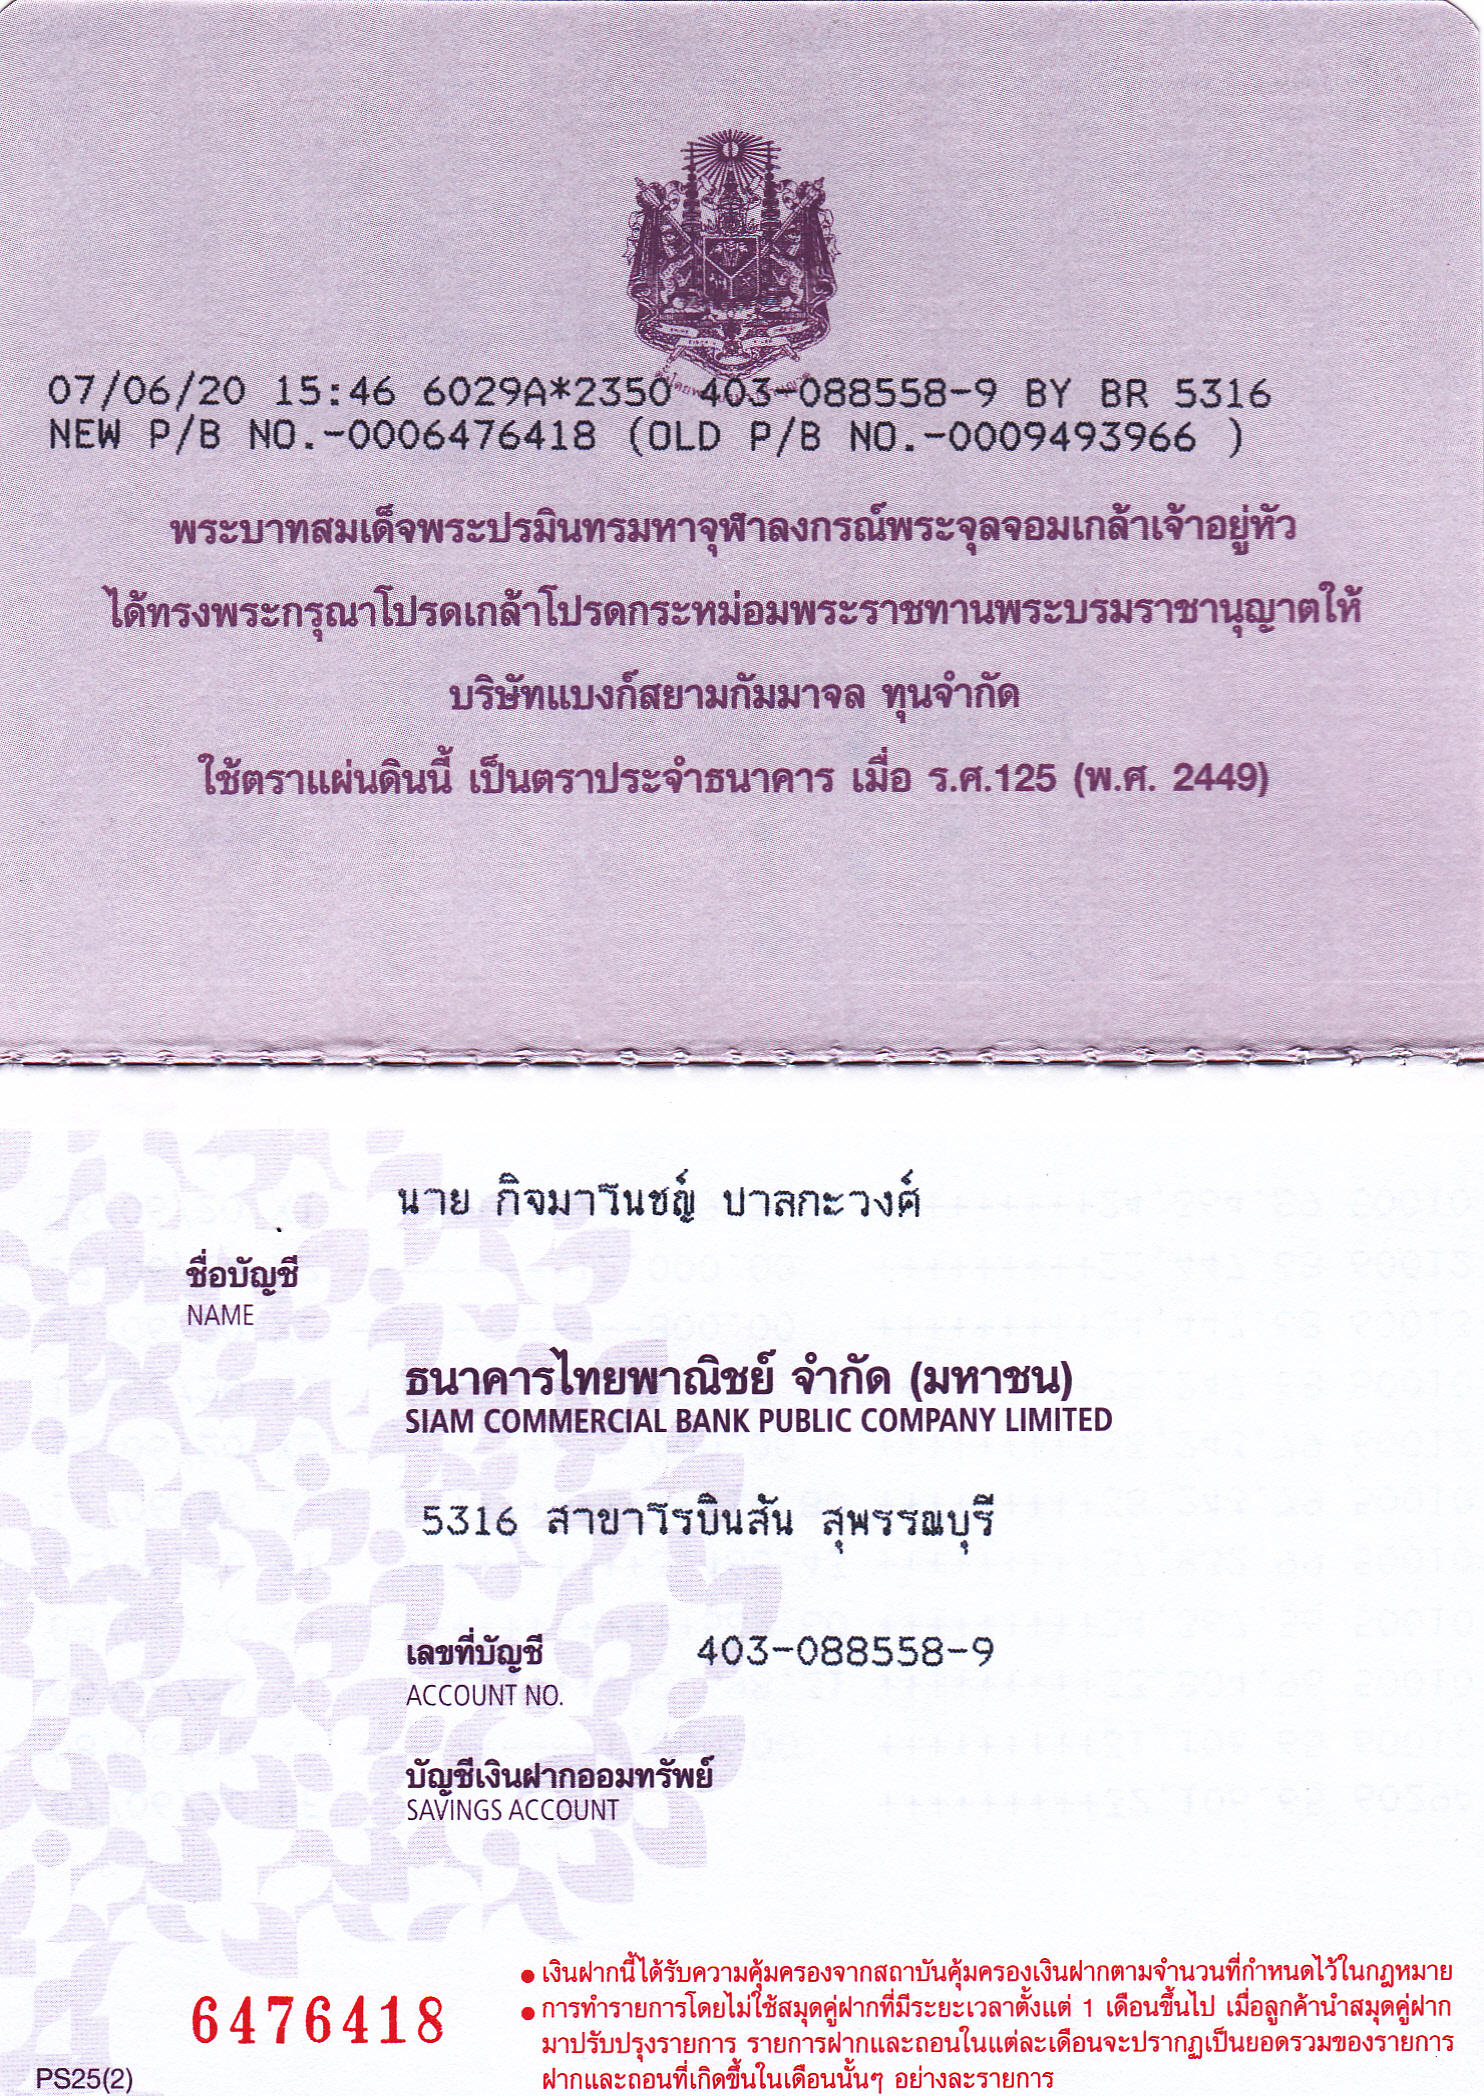 07/06/20 15:46 6029A*2350 403-088558-9 BY BR 5316
NEW P/B NO.-0006476418 (OLD P/B NO.-0009493966 )
พระบาทสมเด็จพระปรมินทรมหาจุฬาลงกรณ์พระจุลจอมเกล้าเจ้าอยู่หัว
ได้ทรงพระกรุณาโปรดเกล้าโปรดกระหม่อมพระราชทานพระบรมราชานุญาตให้
บริษัทแบงก์สยามกัมมาจล ทุนจำกัด
ใช้ตราแผ่นดินนี้ เป็นตราประจำธนาคาร เมื่อ ร.ศ.125 (พ.ศ. 2449)
นาย กิจมาโนชญ์ ปาลกะวงศ์
ชื่อบัญชี
NAME
ธนาคารไทยพาณิชย์ จำกัด (มหาชน)
SIAM COMMERCIAL BANK PUBLIC COMPANY LIMITED
5316 สาขาโรบินสัน สุพรรณบุรี
เลขที่บัญชี 403-088558-9
ACCOUNT NO.
บัญชีเงินฝากออมทรัพย์
SAVINGS ACCOUNT
• เงินฝากนี้ได้รับความคุ้มครองจากสถาบันคุ้มครองเงินฝากตามจำนวนที่กำหนดไว้ในกฎหมาย
• การทำรายการโดยไม่ใช้สมุดคู่ฝากที่มีระยะเวลาตั้งแต่ 1 เดือนขึ้นไป เมื่อลูกค้านำสมุดคู่ฝาก
มาปรับปรุงรายการ รายการฝากและถอนในแต่ละเดือนจะปรากฏเป็นยอดรวมของรายการ
ฝากและถอนที่เกิดขึ้นในเดือนนั้นๆ อย่างละรายการ
6476418
PS25(2)